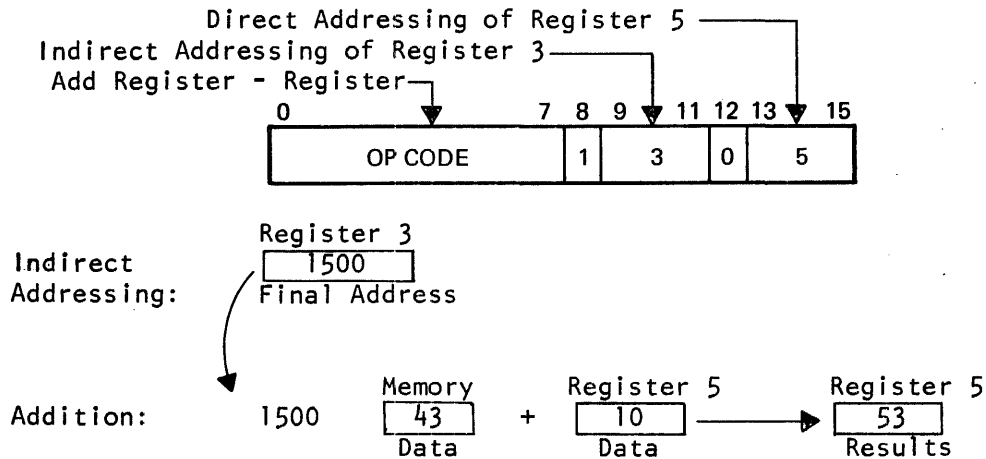 Direct Addressing of Register 5
Indirect Addressing of Register 3
Add Register - Register
0 7 8 9 11 12 13 15
OP CODE 1 3 0 5
Register 3
Indirect 1500
Addressing: Final Address
Memory Register 5 Register 5
Addition: 1500 43 + 10 53
Data Data Results